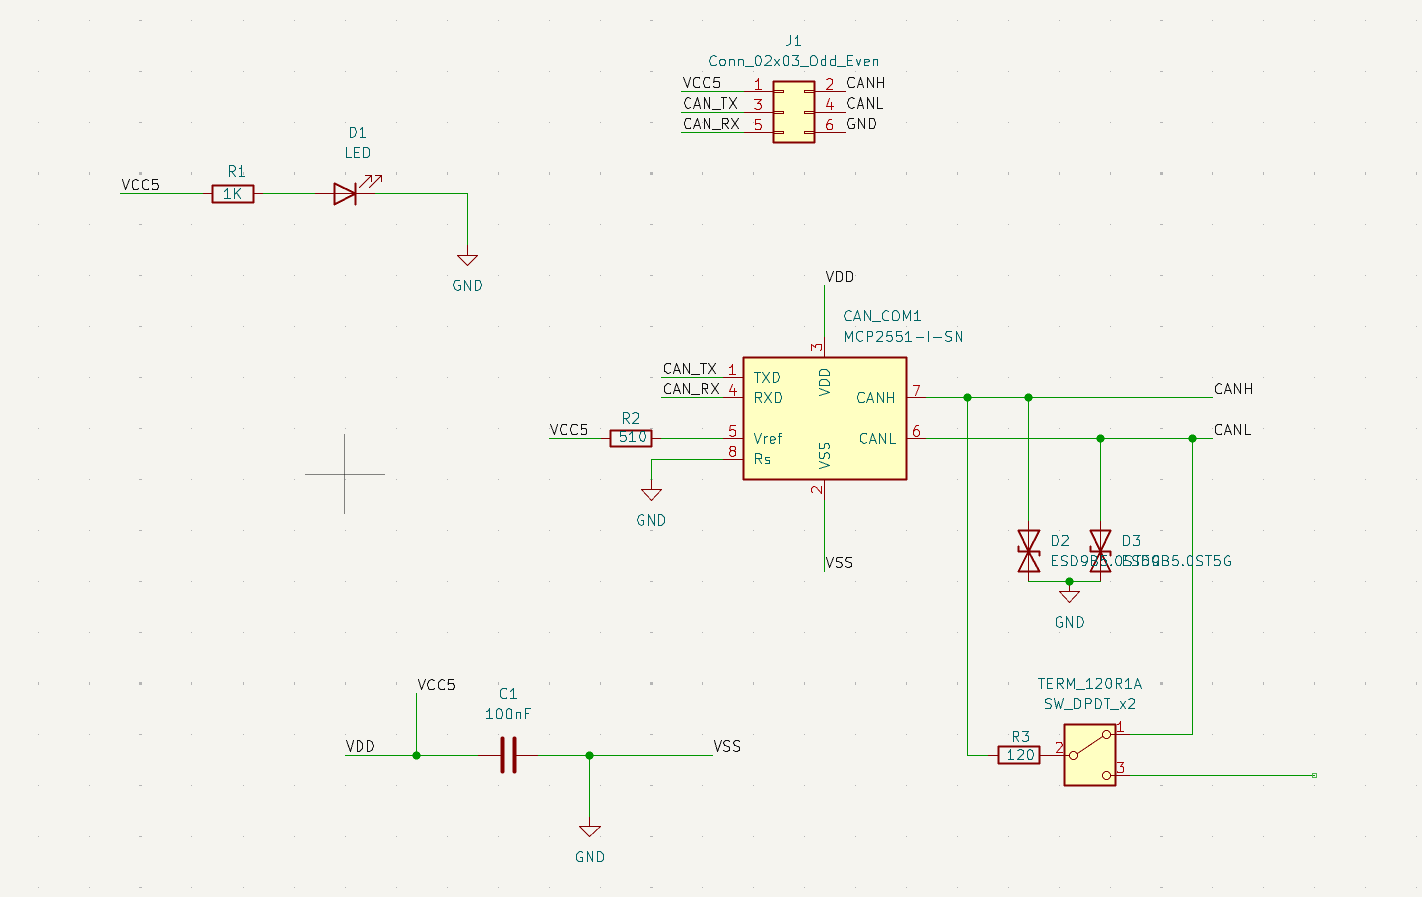 J1
Conn_02x03_Odd_Even
VCC5 1 2 CANH
CAN_TX 3 4 CANL
CAN_RX 5 6 GND
D1
LED
R1
VCC5
1K
GND
VDD
CAN_COM1
MCP2551-I-SN
3
VDD
CAN_TX 1 TXD
CAN_RX 4 RXD
CANH 7
CANH
R2
VCC5
510
5 Vref
CANL 6
CANL
8 Rs
VSS
2
GND
VSS
D2
ESD9B5.0ST5G
D3
ESD9B5.0ST5G
GND
VCC5
C1
100nF
VDD
VSS
GND
TERM_120R1A
SW_DPDT_x2
R3
120
2
1
3